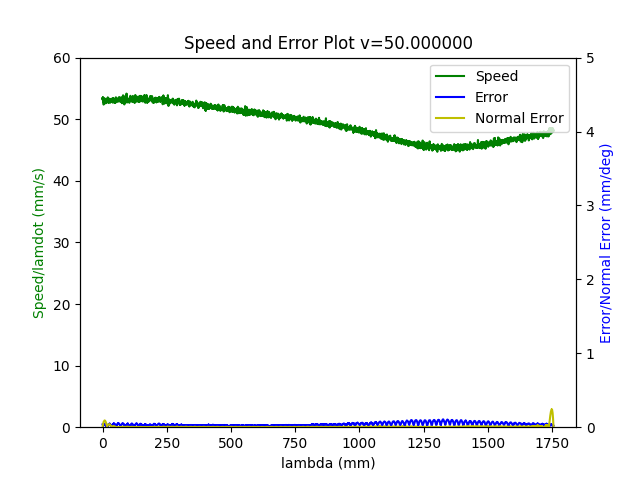 Speed and Error Plot v=50.000000
Speed
Error
Normal Error
60
50
40
30
20
10
0
5
4
3
2
1
0
Speed/lamdot (mm/s)
Error/Normal Error (mm/deg)
0 250 500 750 1000 1250 1500 1750
lambda (mm)